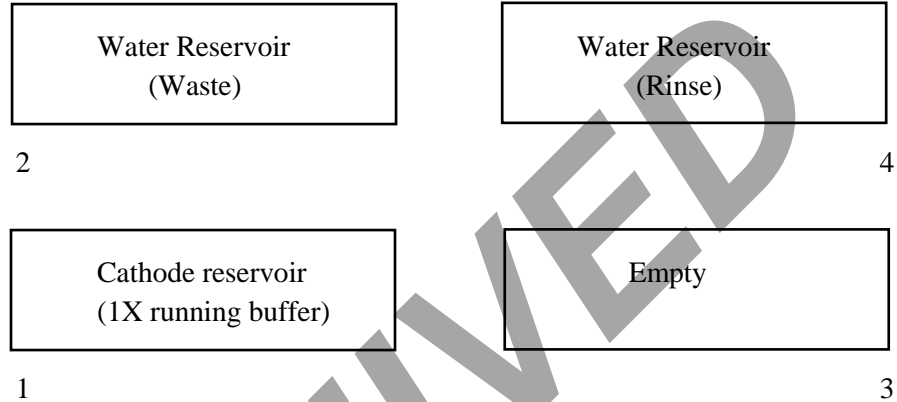 Water Reservoir
(Waste)
Water Reservoir
(Rinse)
2
4
Cathode reservoir
(1X running buffer)
Empty
1
3